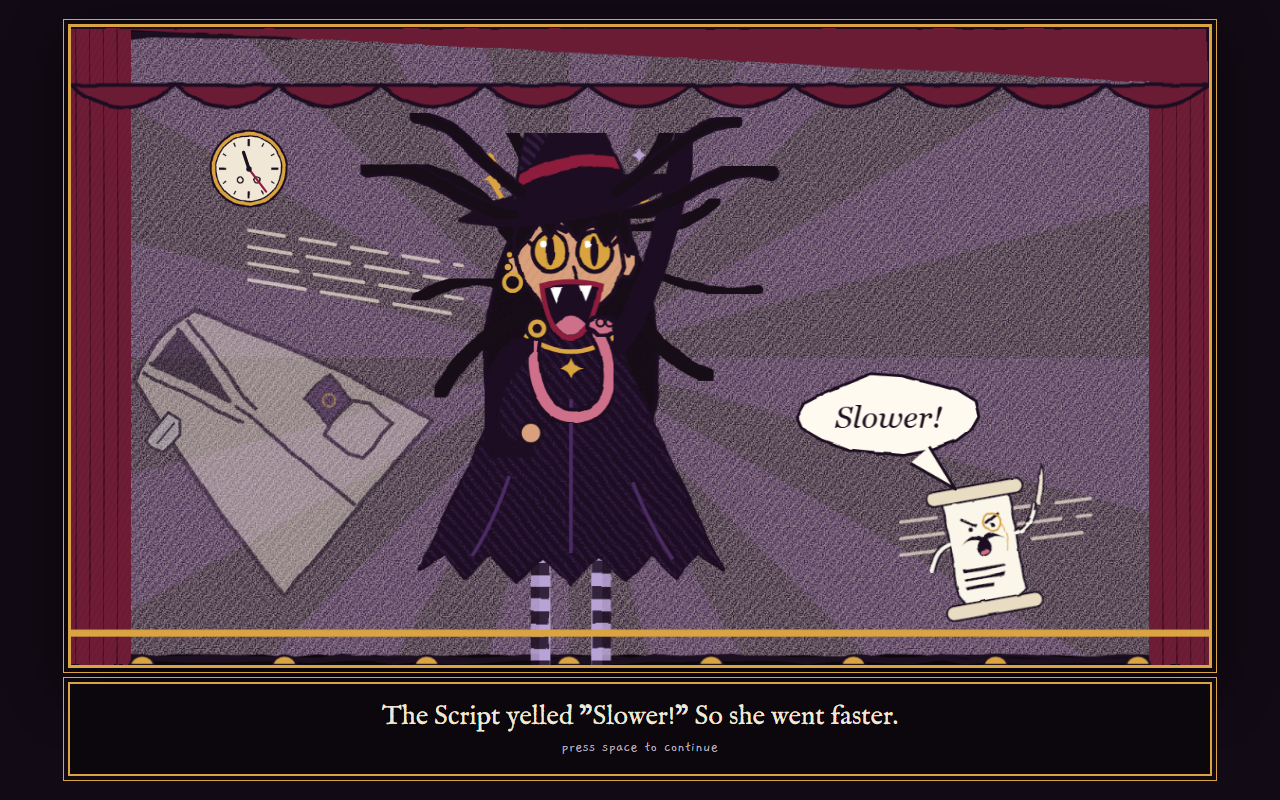 Slower!
The Script yelled ”Slower!” So she went faster.
press space to continue